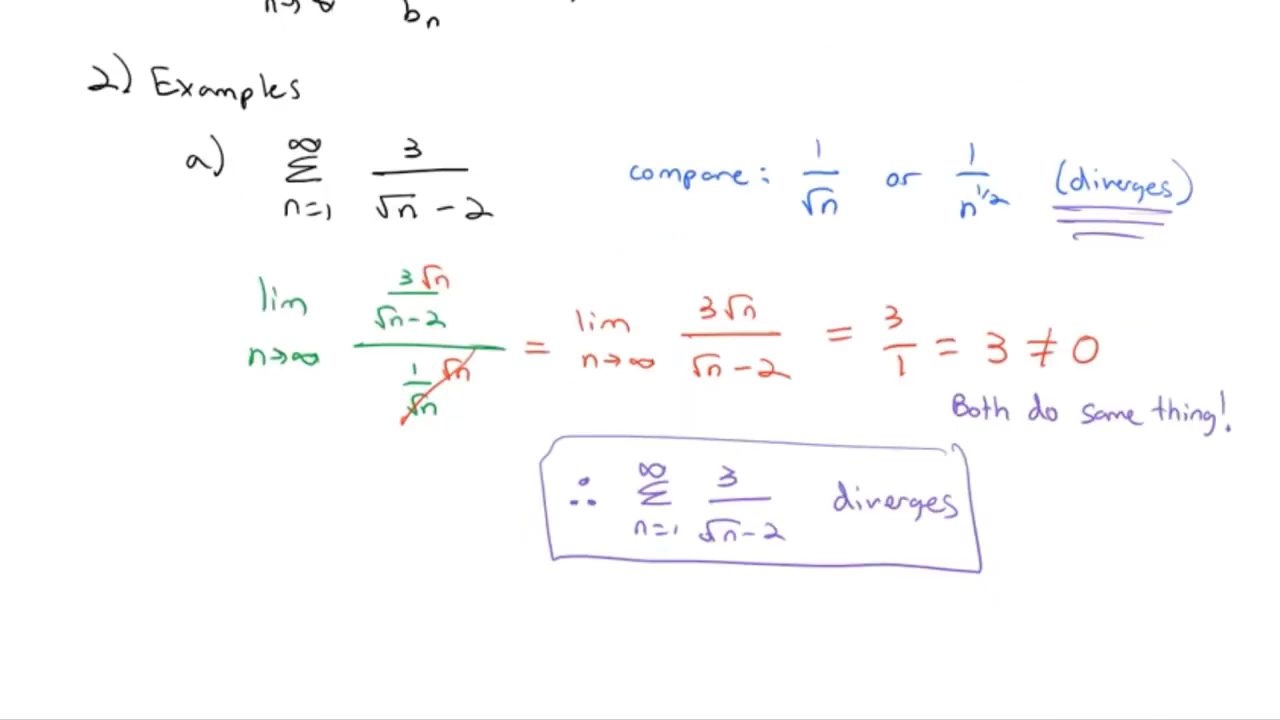 n→∞ bₙ
2) Examples
a) ∞ Σ n=1 3/(√n - 2) compare: 1/√n or 1/n^(1/2) (diverges)
lim n→∞ (3√n/(√n-2))/((1/√n)√n) = lim n→∞ 3√n/(√n-2) = 3/1 = 3 ≠ 0
Both do same thing!
∴ ∞ Σ n=1 3/(√n-2) diverges